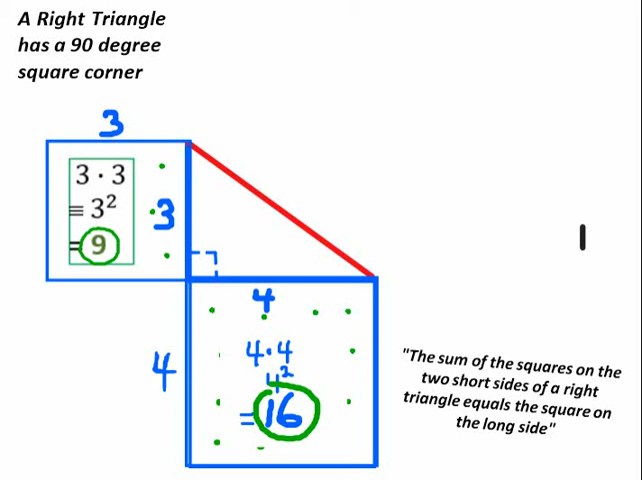 A Right Triangle
has a 90 degree
square corner
3
3 · 3
= 3²
= 9
3
4
4
4·4
4²
= 16
"The sum of the squares on the
two short sides of a right
triangle equals the square on
the long side"